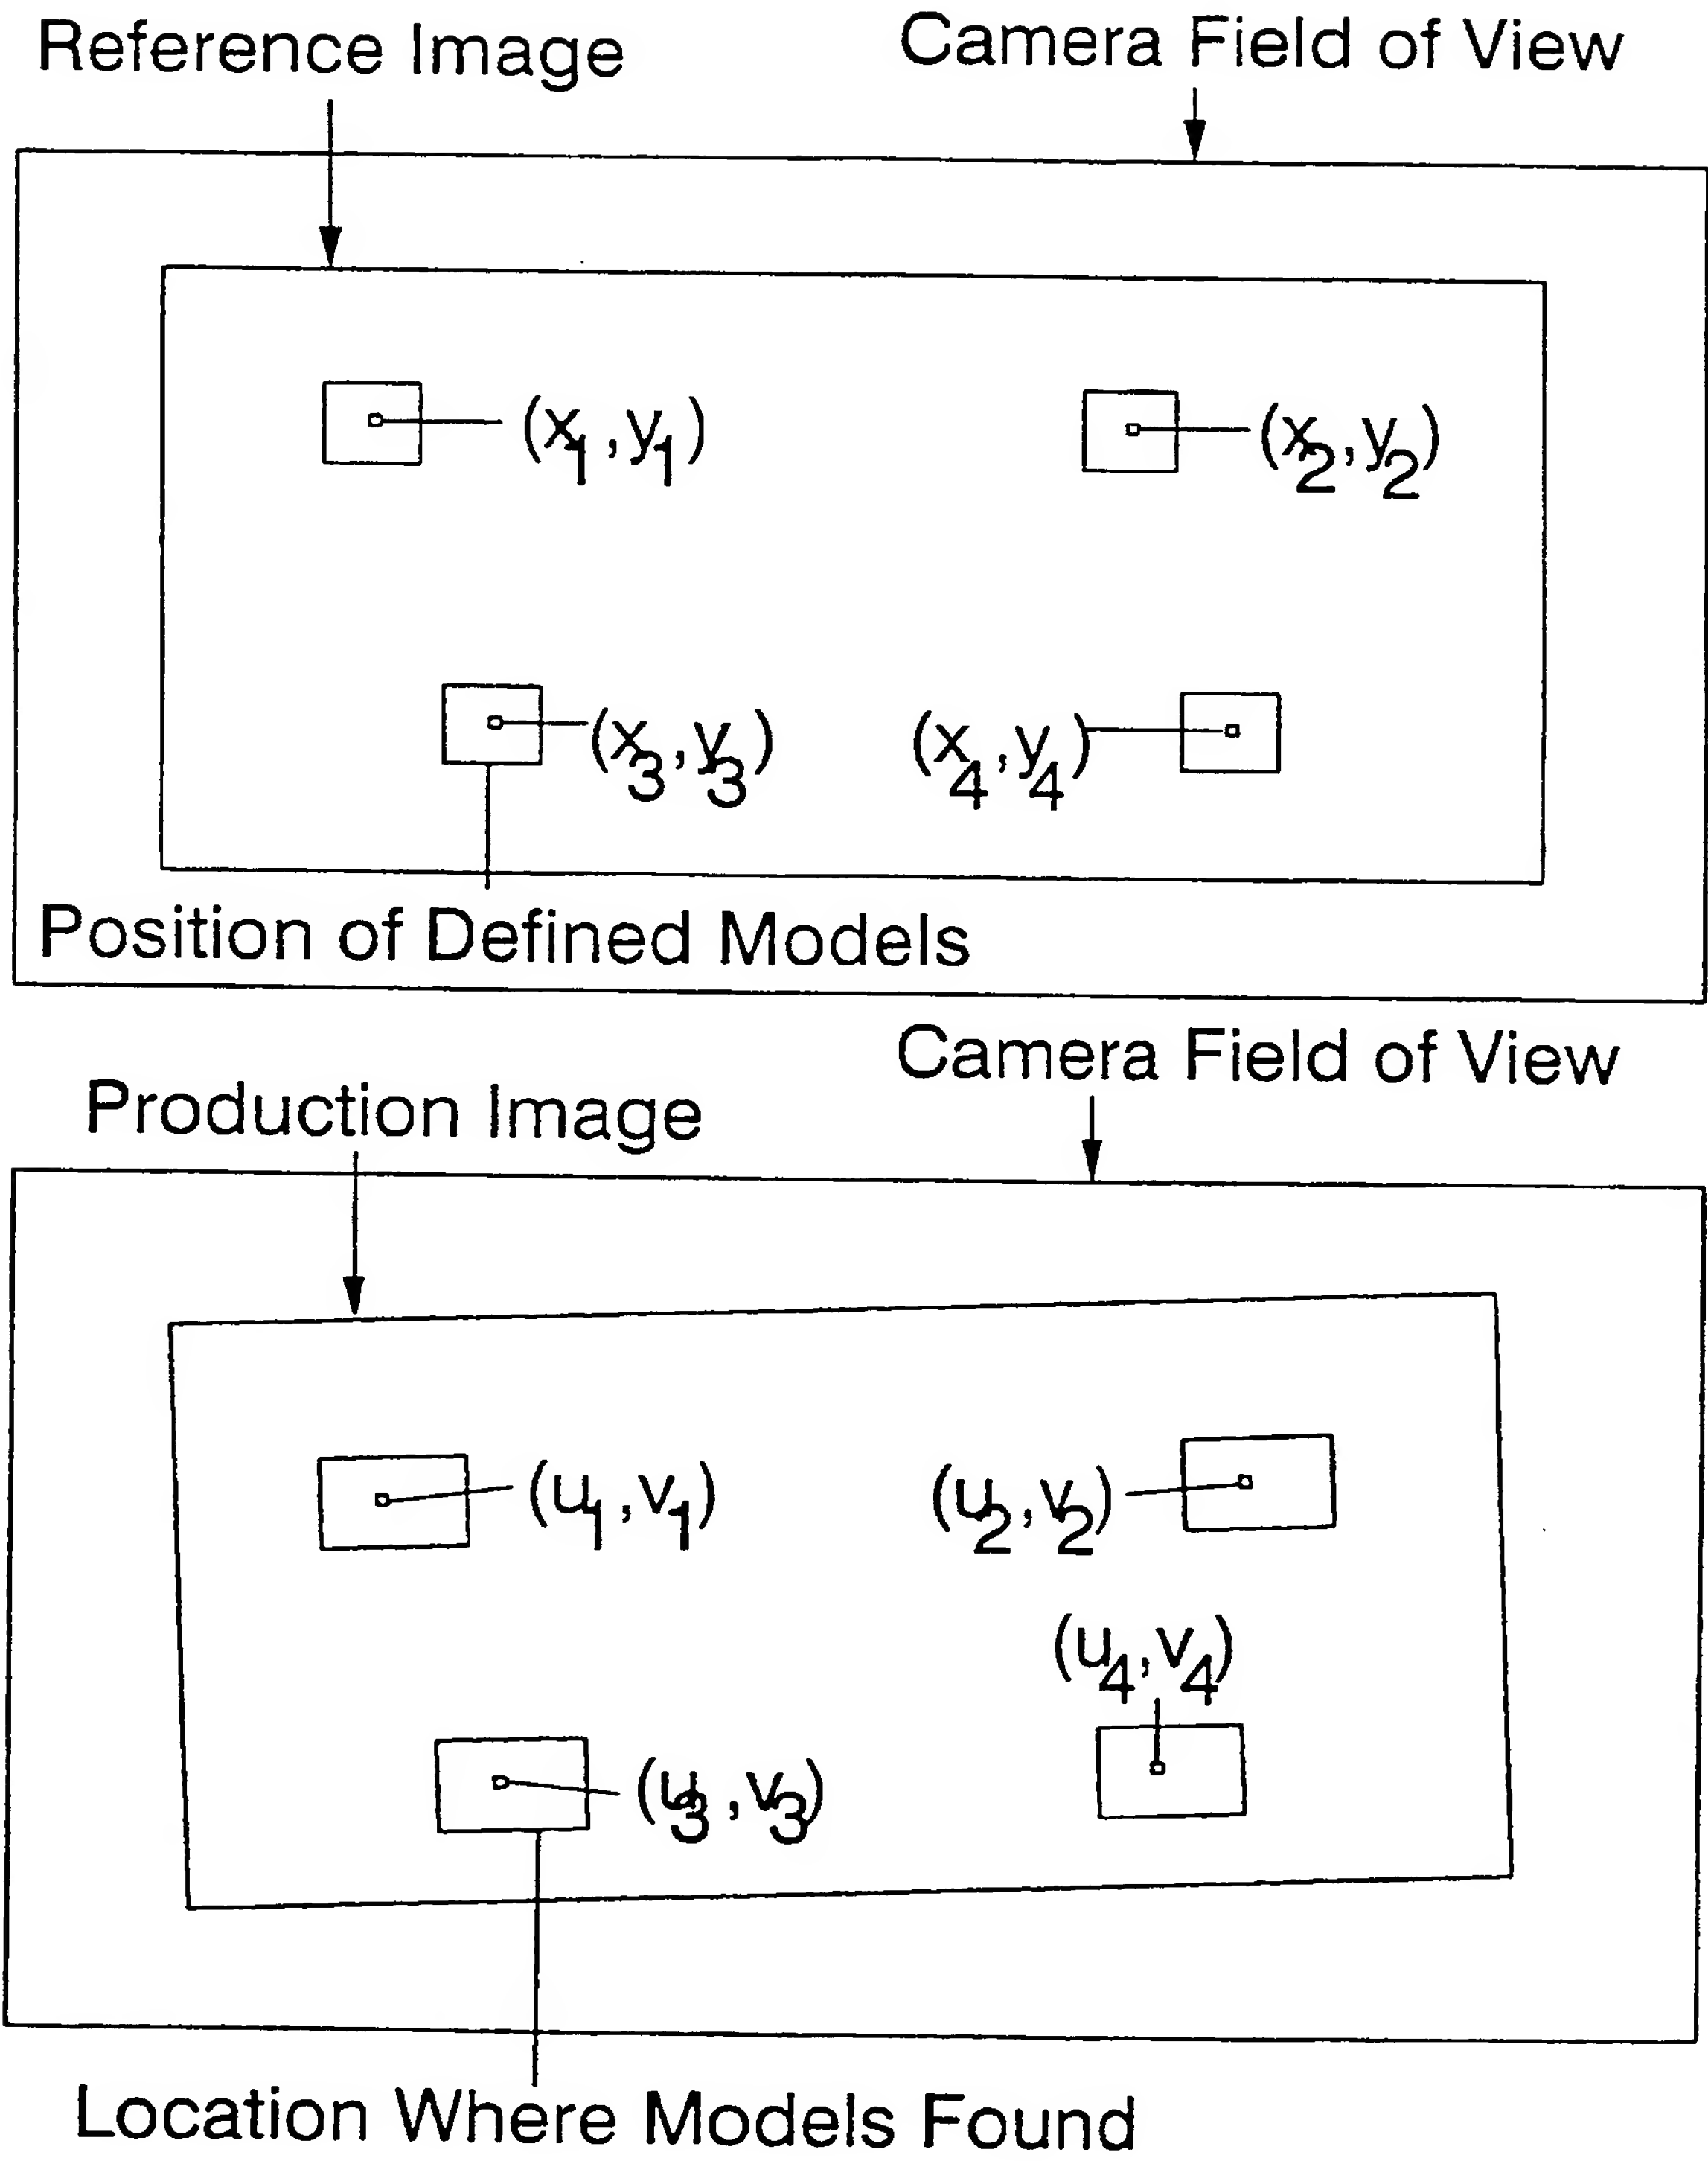 Reference Image
Camera Field of View
(x₁,y₁)
(x₂,y₂)
(x₃,y₃)
(x₄,y₄)
Position of Defined Models
Camera Field of View
Production Image
(u₁,v₁)
(u₂,v₂)
(u₄,v₄)
(u₃,v₃)
Location Where Models Found